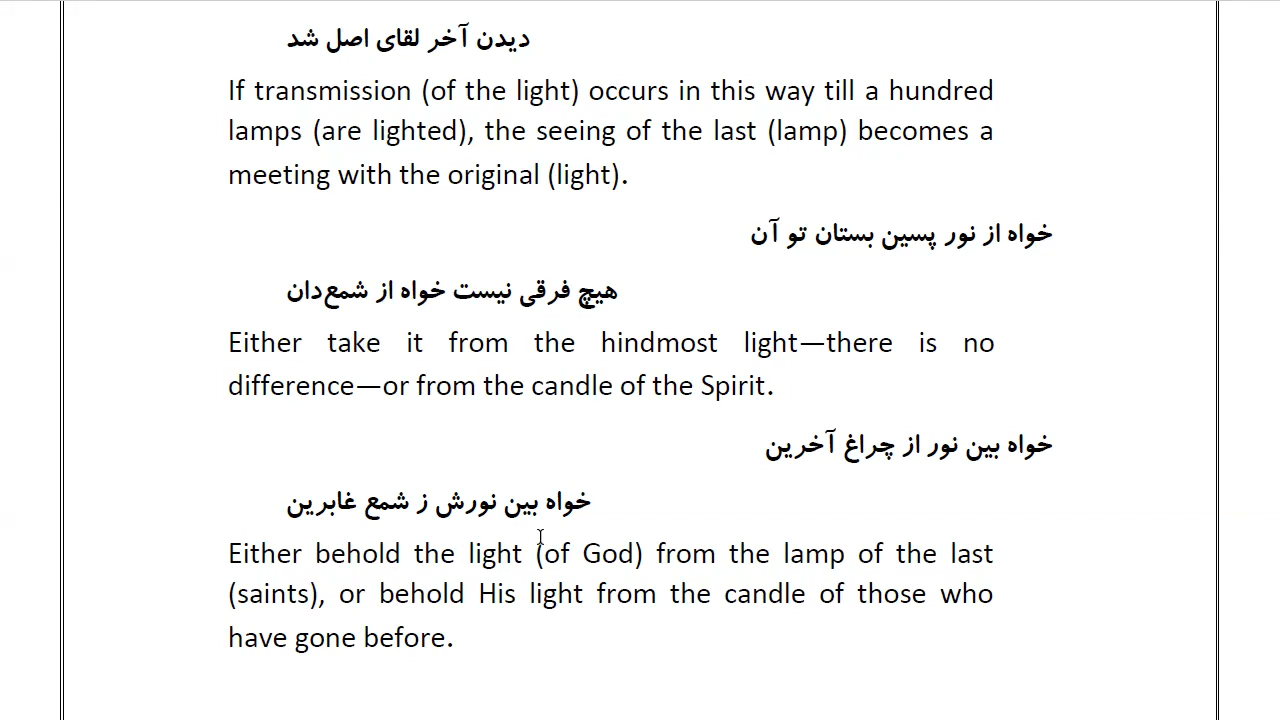 دیدن آخر لقای اصل شد
If transmission (of the light) occurs in this way till a hundred
lamps (are lighted), the seeing of the last (lamp) becomes a
meeting with the original (light).
خواه از نور پسین بستان تو آن
هیچ فرقی نیست خواه از شمع‌دان
Either take it from the hindmost light—there is no
difference—or from the candle of the Spirit.
خواه بین نور از چراغ آخرین
خواه بین نورش ز شمع غابرین
Either behold the light (of God) from the lamp of the last
(saints), or behold His light from the candle of those who
have gone before.